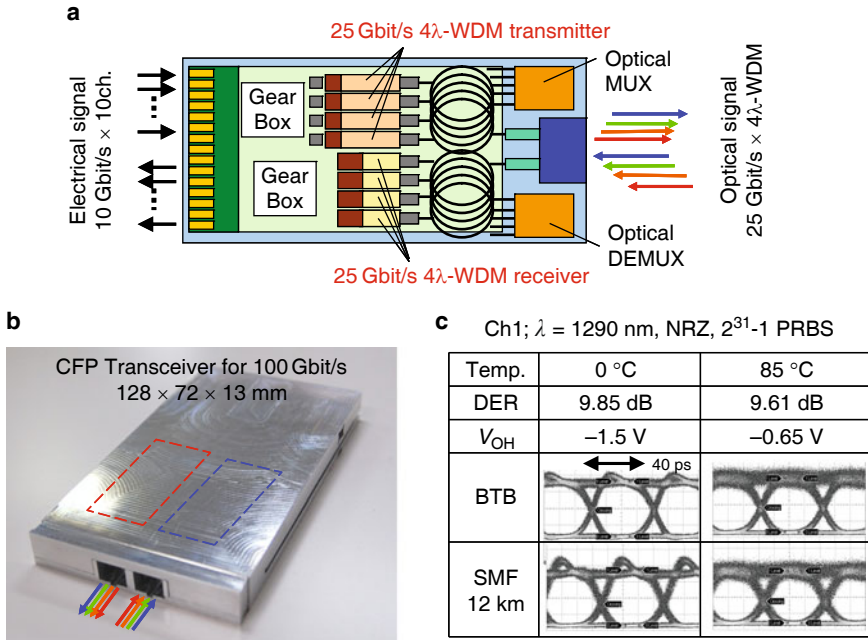 a
25 Gbit/s 4λ-WDM transmitter
Optical
MUX
Electrical signal
10 Gbit/s × 10ch.
Gear
Box
Gear
Box
Optical signal
25 Gbit/s × 4λ-WDM
Optical
DEMUX
25 Gbit/s 4λ-WDM receiver
b
CFP Transceiver for 100 Gbit/s
128 × 72 × 13 mm
c
Ch1; λ = 1290 nm, NRZ, 2³¹-1 PRBS
Temp. 0 °C 85 °C
DER 9.85 dB 9.61 dB
V_OH –1.5 V –0.65 V
BTB 40 ps
SMF
12 km